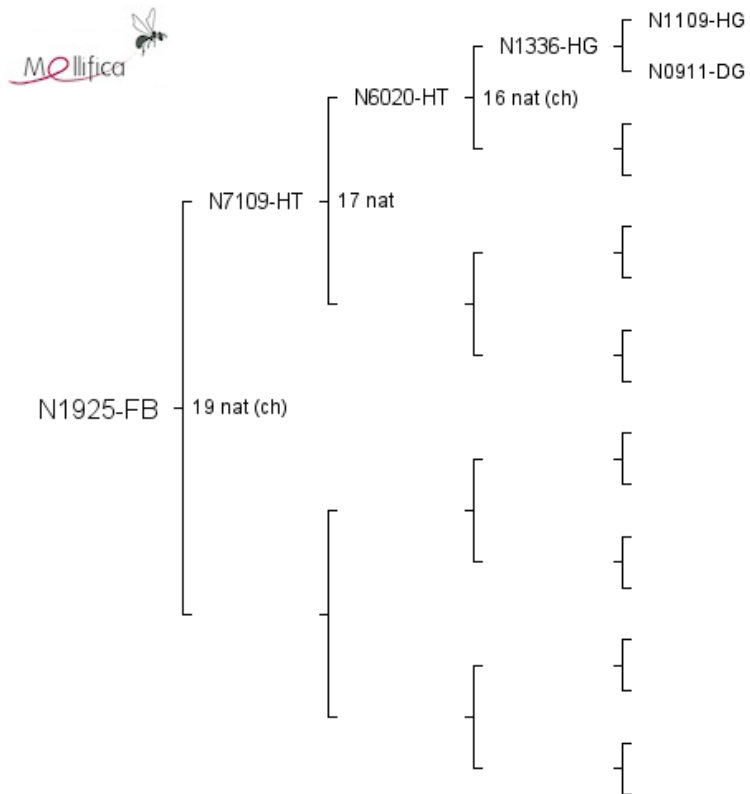 Mellifica
N1109-HG
N1336-HG
N0911-DG
N6020-HT
16 nat (ch)
N7109-HT
17 nat
N1925-FB
19 nat (ch)